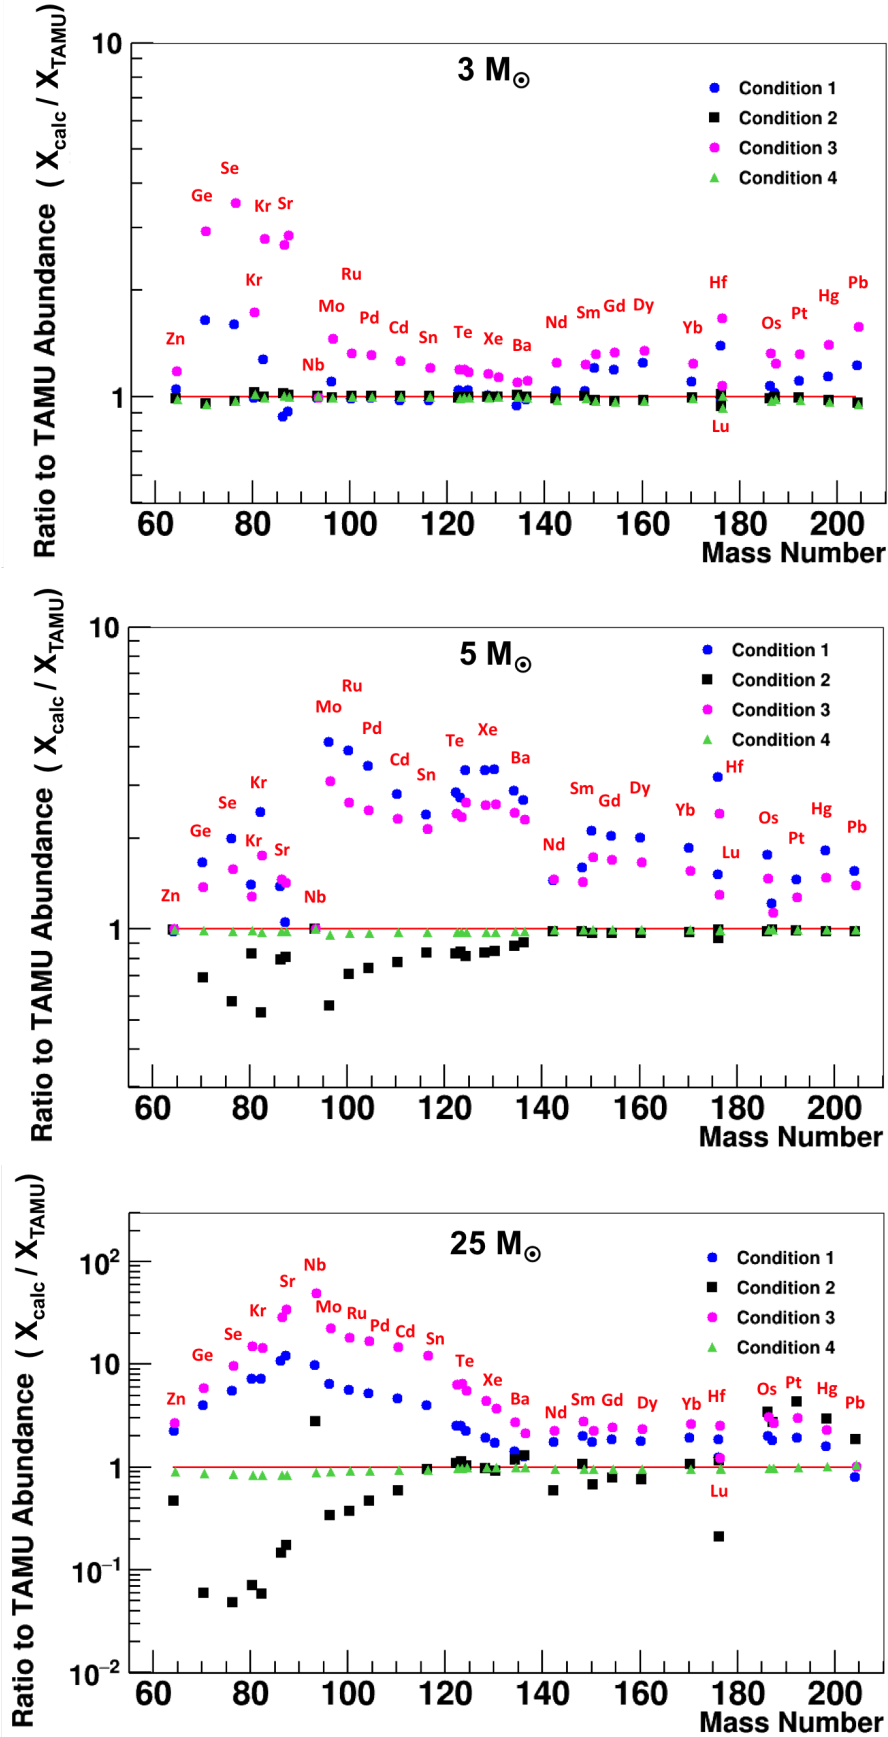 Ratio to TAMU Abundance ( X_calc / X_TAMU)
3 M⊙
10
1
Condition 1
Condition 2
Condition 3
Condition 4
Se
Ge
Kr Sr
Kr
Ru
Hf
Pb
Hg
Mo
Pd
Sm Gd Dy
Zn
Cd
Sn
Te
Xe
Ba
Nd
Yb
Os
Pt
Nb
Lu
60 80 100 120 140 160 180 200
Mass Number
Ratio to TAMU Abundance ( X_calc / X_TAMU)
5 M⊙
10
1
Condition 1
Condition 2
Condition 3
Condition 4
Ru
Mo
Pd
Xe
Te
Ba
Cd
Sn
Kr
Hf
Se
Sm
Gd
Dy
Ge
Kr
Sr
Yb
Os
Hg
Pt
Pb
Nd
Lu
Zn
Nb
60 80 100 120 140 160 180 200
Mass Number
Ratio to TAMU Abundance ( X_calc / X_TAMU)
25 M⊙
10²
10
1
10⁻¹
10⁻²
Condition 1
Condition 2
Condition 3
Condition 4
Nb
Sr
Kr
Mo
Ru
Pd
Cd
Sn
Se
Ge
Te
Xe
Zn
Ba
Nd
Sm
Gd
Dy
Yb
Hf
Os
Pt
Hg
Pb
Lu
60 80 100 120 140 160 180 200
Mass Number